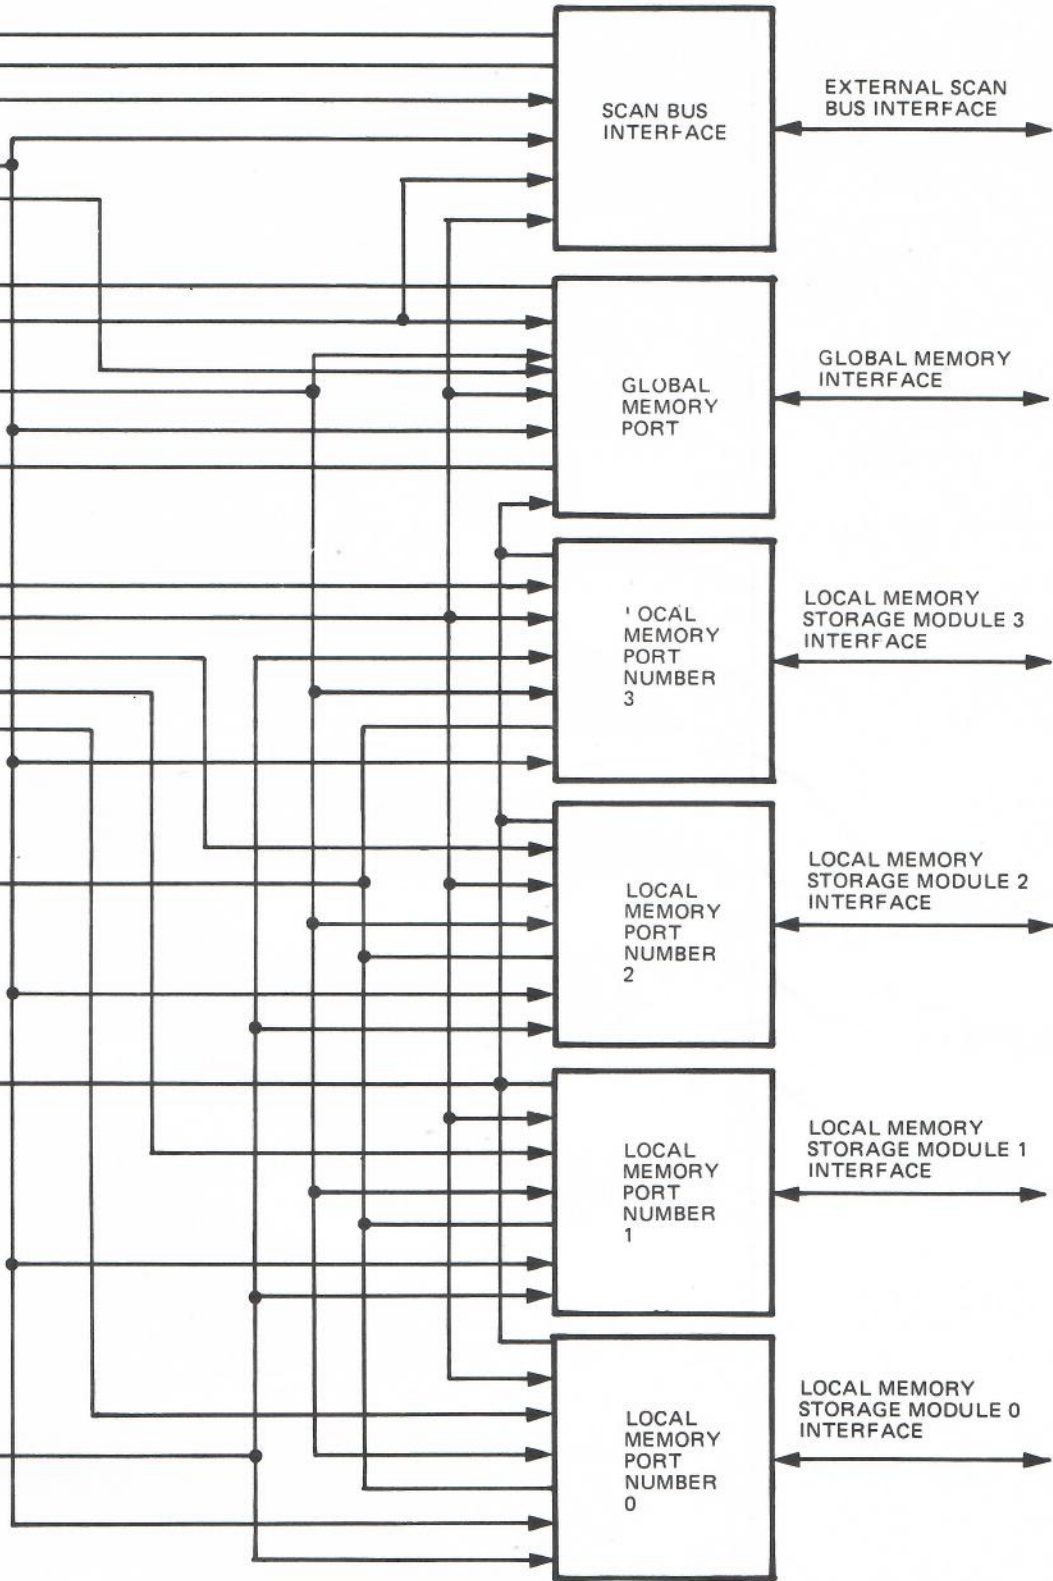 SCAN BUS
INTERFACE
EXTERNAL SCAN
BUS INTERFACE
GLOBAL
MEMORY
PORT
GLOBAL MEMORY
INTERFACE
LOCAL
MEMORY
PORT
NUMBER
3
LOCAL MEMORY
STORAGE MODULE 3
INTERFACE
LOCAL
MEMORY
PORT
NUMBER
2
LOCAL MEMORY
STORAGE MODULE 2
INTERFACE
LOCAL
MEMORY
PORT
NUMBER
1
LOCAL MEMORY
STORAGE MODULE 1
INTERFACE
LOCAL
MEMORY
PORT
NUMBER
0
LOCAL MEMORY
STORAGE MODULE 0
INTERFACE